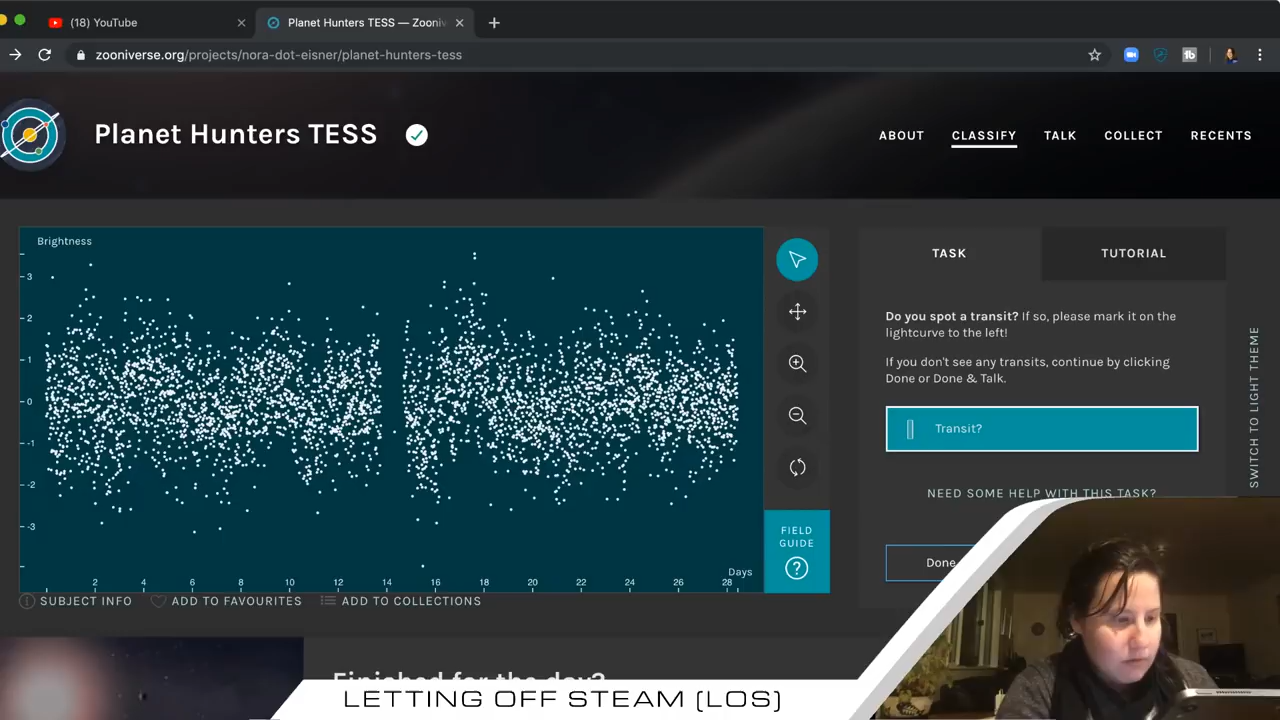 (18) YouTube
Planet Hunters TESS — Zooniv
zooniverse.org/projects/nora-dot-eisner/planet-hunters-tess
Planet Hunters TESS
ABOUT
CLASSIFY
TALK
COLLECT
RECENTS
Brightness
3
2
1
0
-1
-2
-3
2
4
6
8
10
12
14
16
18
20
22
24
26
28
Days
FIELD
GUIDE
?
TASK
TUTORIAL
Do you spot a transit? If so, please mark it on the
lightcurve to the left!
If you don't see any transits, continue by clicking
Done or Done & Talk.
Transit?
NEED SOME HELP WITH THIS TASK?
Done
SWITCH TO LIGHT THEME
SUBJECT INFO
ADD TO FAVOURITES
ADD TO COLLECTIONS
Finished for the day?
LETTING OFF STEAM (LOS)